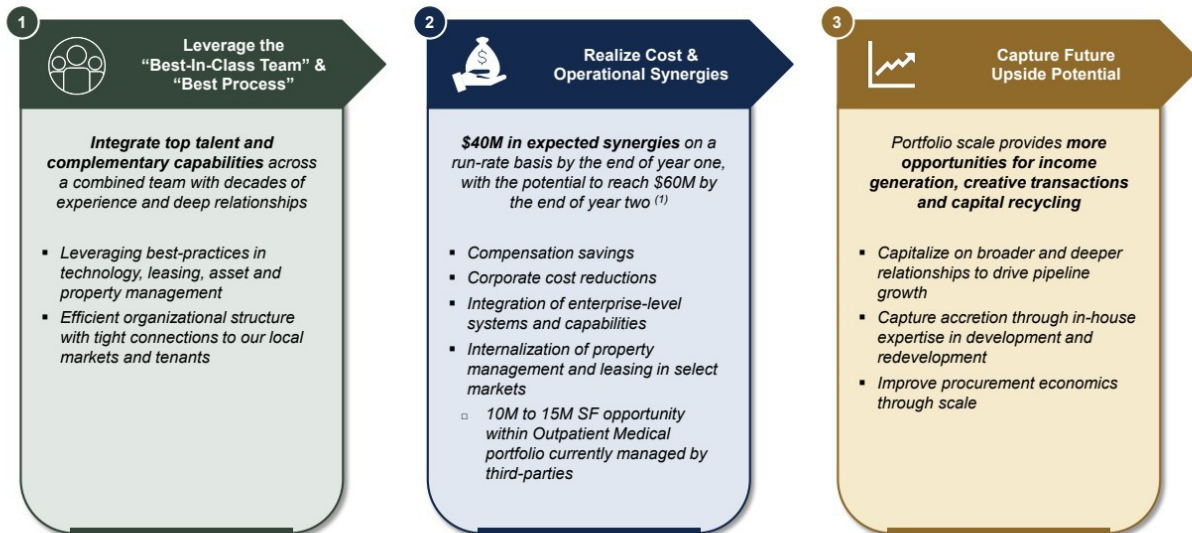 1
Leverage the
“Best-In-Class Team” &
“Best Process”
Integrate top talent and
complementary capabilities across
a combined team with decades of
experience and deep relationships
▪ Leveraging best-practices in
technology, leasing, asset and
property management
▪ Efficient organizational structure
with tight connections to our local
markets and tenants
2
$
Realize Cost &
Operational Synergies
$40M in expected synergies on a
run-rate basis by the end of year one,
with the potential to reach $60M by
the end of year two (1)
▪ Compensation savings
▪ Corporate cost reductions
▪ Integration of enterprise-level
systems and capabilities
▪ Internalization of property
management and leasing in select
markets
□ 10M to 15M SF opportunity
within Outpatient Medical
portfolio currently managed by
third-parties
3
Capture Future
Upside Potential
Portfolio scale provides more
opportunities for income
generation, creative transactions
and capital recycling
▪ Capitalize on broader and deeper
relationships to drive pipeline
growth
▪ Capture accretion through in-house
expertise in development and
redevelopment
▪ Improve procurement economics
through scale